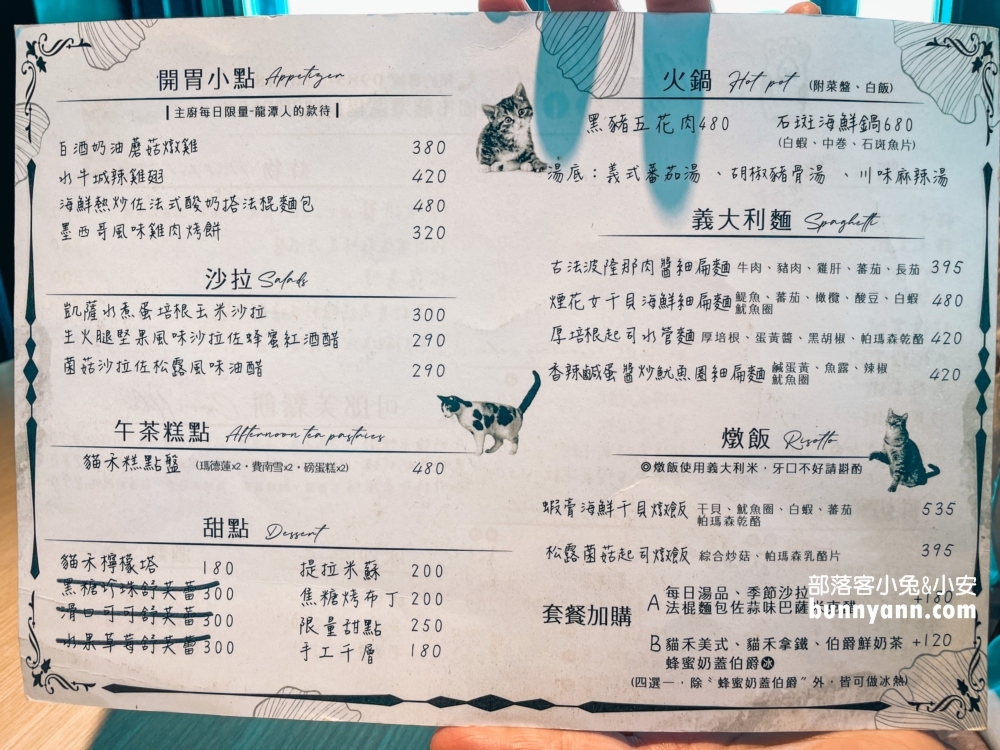 開胃小點 Appetizer
主廚每日限量-龍潭人的款待
白酒奶油蘑菇燉雞 380
水牛城辣雞翅 420
海鮮熱炒佐法式酸奶搭法棍麵包 480
墨西哥風味雞肉烤餅 320
沙拉 Salads
凱薩水煮蛋培根玉米沙拉 300
生火腿堅果風味沙拉佐蜂蜜紅酒醋 290
菌菇沙拉佐松露風味油醋 290
午茶糕點 Afternoon tea pastries
貓禾糕點盤 (瑪德蓮x2・費南雪x2・磅蛋糕x2) 480
甜點 Dessert
貓禾檸檬塔 180
黑糖珍珠舒芙蕾 300
滑口可可舒芙蕾 300
水果草莓舒芙蕾 300
提拉米蘇 200
焦糖烤布丁 200
限量甜點 250
手工千層 180
火鍋 Hot pot (附菜盤、白飯)
黑豬五花肉480 石斑海鮮鍋680
(白蝦、中卷、石斑魚片)
湯底：義式蕃茄湯、胡椒豬骨湯、川味麻辣湯
義大利麵 Spaghetti
古法波隆那肉醬細扁麵 牛肉、豬肉、雞肝、蕃茄、長茄 395
煙花女干貝海鮮細扁麵 鯷魚、蕃茄、橄欖、酸豆、白蝦 480
魷魚圈
厚培根起司水管麵 厚培根、蛋黃醬、黑胡椒、帕瑪森乾酪 420
香辣鹹蛋醬炒魷魚圈細扁麵 鹹蛋黃、魚露、辣椒 420
魷魚圈
燉飯 Risotto
◎燉飯使用義大利米，牙口不好請斟酌
蝦膏海鮮干貝燉飯 干貝、魷魚圈、白蝦、蕃茄 535
帕瑪森乾酪
松露菌菇起司燉飯 綜合炒菇、帕瑪森乳酪片 395
套餐加購
A 每日湯品、季節沙拉 +180
法棍麵包佐蒜味巴薩
B 貓禾美式、貓禾拿鐵、伯爵鮮奶茶 +120
蜂蜜奶蓋伯爵 冰
(四選一，除〝蜂蜜奶蓋伯爵〞外，皆可做冰熱)
部落客小兔&小安
bunnyann.com